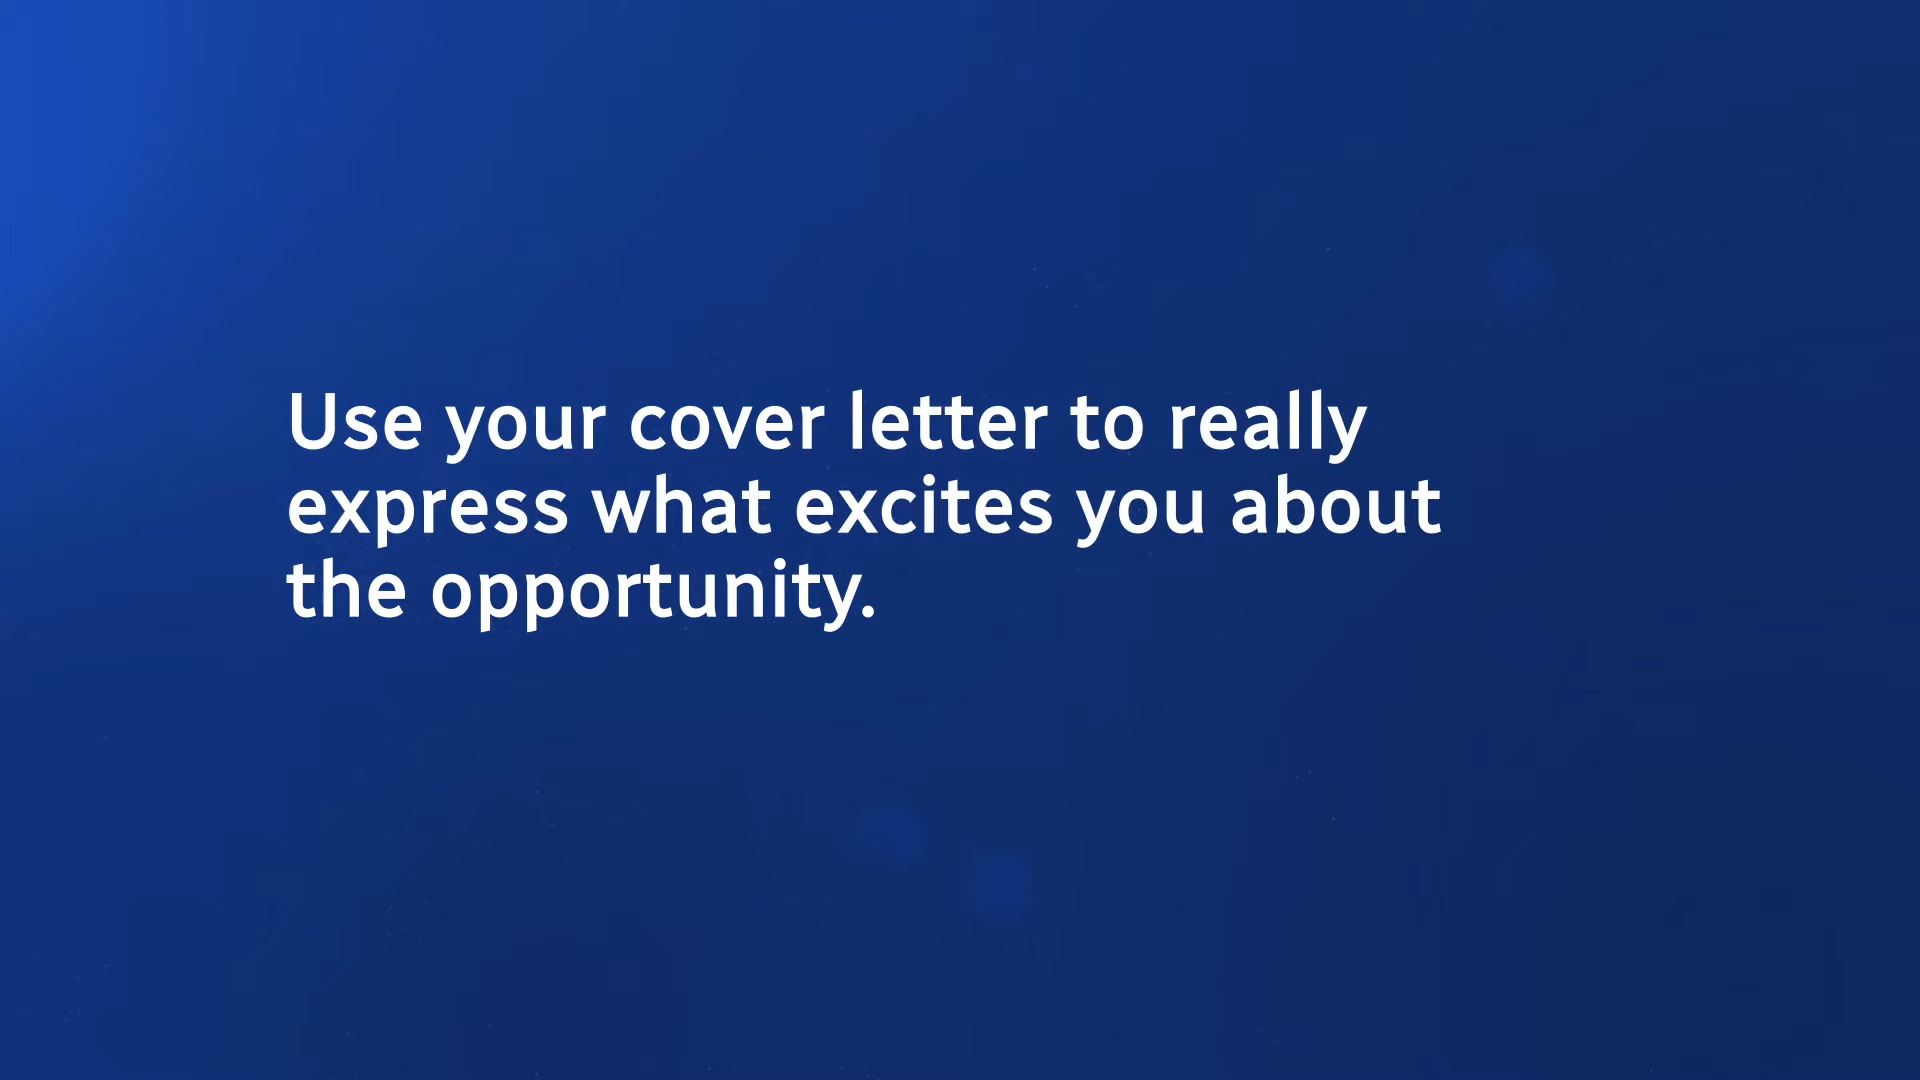 Use your cover letter to really
express what excites you about
the opportunity.